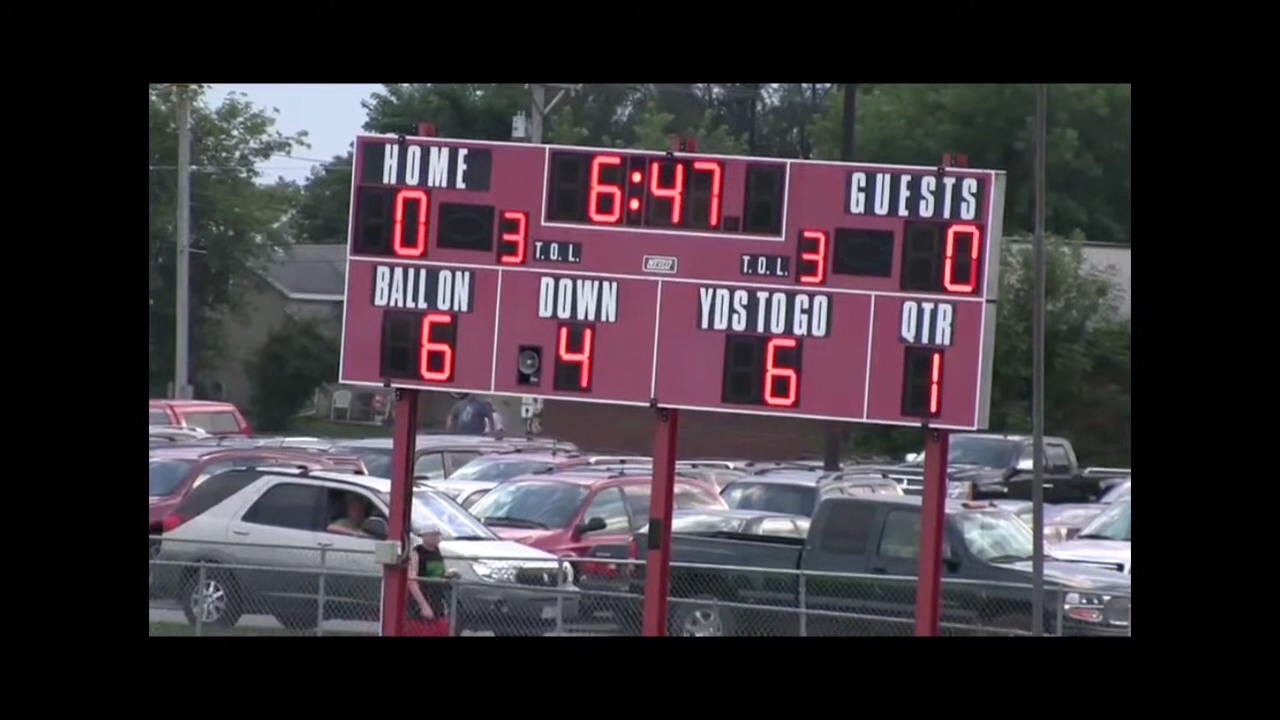 HOME 6:47 GUESTS
0 3 T.O.L. T.O.L. 3 0
NEVCO
BALL ON DOWN YDS TO GO QTR
6 4 6 1